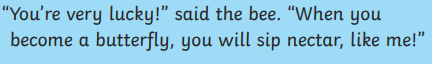 “You’re very lucky!” said the bee. “When you
become a butterfly, you will sip nectar, like me!”